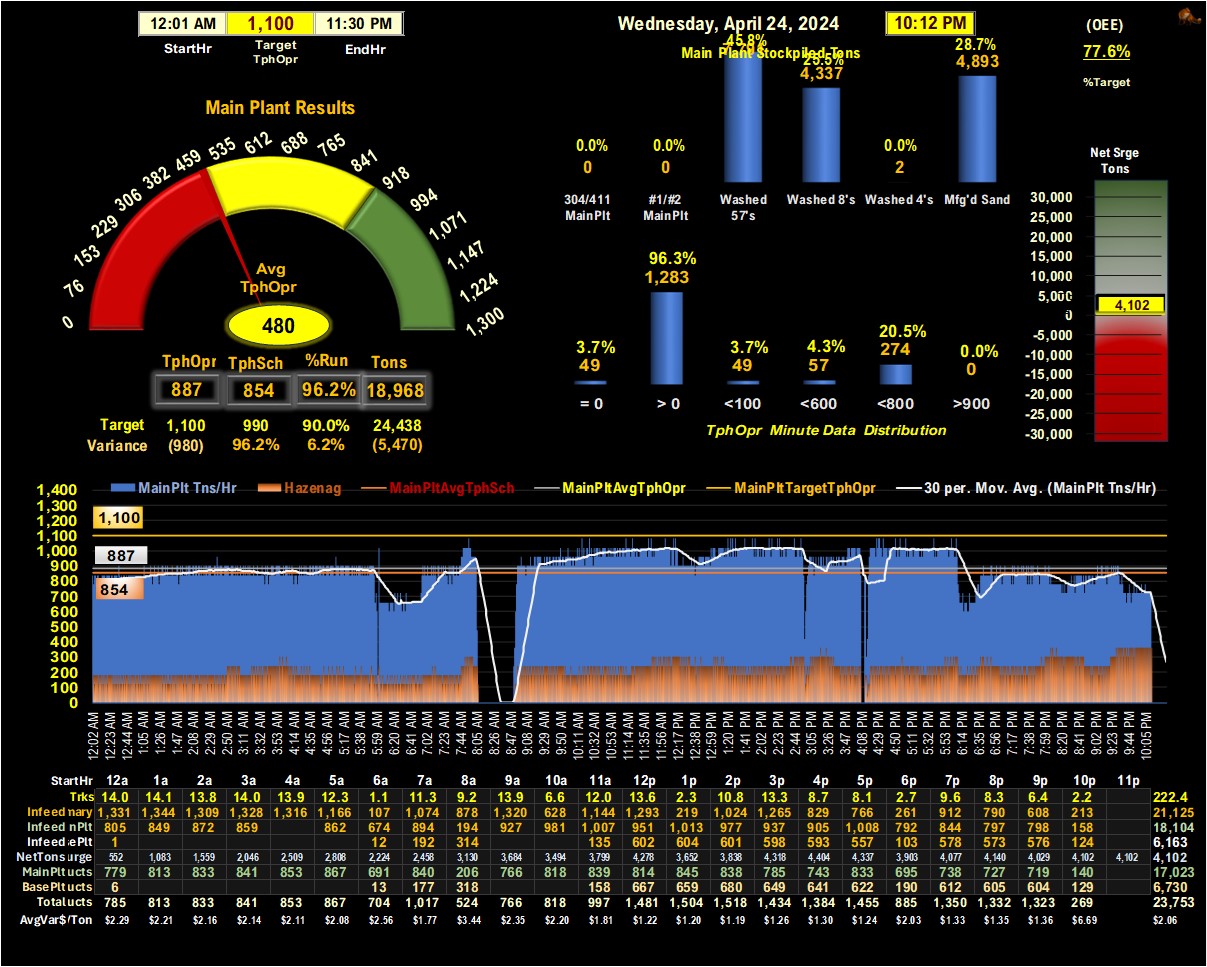 12:01 AM 1,100 11:30 PM
StartHr Target TphOpr EndHr
Wednesday, April 24, 2024 10:12 PM
(OEE)
77.6%
%Target
Main Plant Stockpiled Tons
45.8%
25.5% 28.7%
4,337 4,893
0.0% 0.0% 0.0%
0 0 2
304/411 MainPlt #1/#2 MainPlt Washed 57's Washed 8's Washed 4's Mfg'd Sand
Main Plant Results
0 76 153 229 306 382 459 535 612 688 765 841 918 994 1,071 1,147 1,224 1,300
Avg
TphOpr
480
TphOpr TphSch %Run Tons
887 854 96.2% 18,968
Target 1,100 990 90.0% 24,438
Variance (980) 96.2% 6.2% (5,470)
3.7% 96.3% 3.7% 4.3% 20.5% 0.0%
49 1,283 49 57 274 0
= 0 > 0 <100 <600 <800 >900
TphOpr Minute Data Distribution
Net Srge
Tons
30,000
25,000
20,000
15,000
10,000
5,000
4,102
0
-5,000
-10,000
-15,000
-20,000
-25,000
-30,000
MainPlt Tns/Hr Hazenag MainPltAvgTphSch MainPltAvgTphOpr MainPltTargetTphOpr 30 per. Mov. Avg. (MainPlt Tns/Hr)
1,400
1,300
1,200
1,100
1,000
900
800
700
600
500
400
300
200
100
0
1,100
887
854
12:02 AM 12:23 AM 12:44 AM 1:05 AM 1:26 AM 1:47 AM 2:08 AM 2:29 AM 2:50 AM 3:11 AM 3:32 AM 3:53 AM 4:14 AM 4:35 AM 4:56 AM 5:17 AM 5:38 AM 5:59 AM 6:20 AM 6:41 AM 7:02 AM 7:23 AM 7:44 AM 8:05 AM 8:26 AM 8:47 AM 9:08 AM 9:29 AM 9:50 AM 10:11 AM 10:32 AM 10:53 AM 11:14 AM 11:35 AM 11:56 AM 12:17 PM 12:38 PM 12:59 PM 1:20 PM 1:41 PM 2:02 PM 2:23 PM 2:44 PM 3:05 PM 3:26 PM 3:47 PM 4:08 PM 4:29 PM 4:50 PM 5:11 PM 5:32 PM 5:53 PM 6:14 PM 6:35 PM 6:56 PM 7:17 PM 7:38 PM 7:59 PM 8:20 PM 8:41 PM 9:02 PM 9:23 PM 9:44 PM 10:05 PM
StartHr 12a 1a 2a 3a 4a 5a 6a 7a 8a 9a 10a 11a 12p 1p 2p 3p 4p 5p 6p 7p 8p 9p 10p 11p
Trks 14.0 14.1 13.8 14.0 13.9 12.3 1.1 11.3 9.2 13.9 6.6 12.0 13.6 2.3 10.8 13.3 8.7 8.1 2.7 9.6 8.3 6.4 2.2 222.4
Infeed mary 1,331 1,344 1,309 1,328 1,316 1,166 107 1,074 878 1,320 628 1,144 1,293 219 1,024 1,265 829 766 261 912 790 608 213 21,125
Infeed nPlt 805 849 872 859 862 674 894 194 927 981 1,007 951 1,013 977 937 905 1,008 792 844 797 798 158 18,104
Infeed ePlt 1 12 192 314 135 602 604 601 598 593 557 103 578 573 576 124 6,163
NetTons urge 552 1,083 1,559 2,046 2,509 2,808 2,224 2,458 3,130 3,684 3,494 3,799 4,278 3,652 3,838 4,318 4,404 4,337 3,903 4,077 4,140 4,029 4,102 4,102 4,102
MainPlt ucts 779 813 833 841 853 867 691 840 206 766 818 839 814 845 838 785 743 833 695 738 727 719 140 17,023
BasePlt ucts 6 13 177 318 158 667 659 680 649 641 622 190 612 605 604 129 6,730
Total ucts 785 813 833 841 853 867 704 1,017 524 766 818 997 1,481 1,504 1,518 1,434 1,384 1,455 885 1,350 1,332 1,323 269 23,753
AvgVar$/Ton $2.29 $2.21 $2.16 $2.14 $2.11 $2.08 $2.56 $1.77 $3.44 $2.35 $2.20 $1.81 $1.22 $1.20 $1.19 $1.26 $1.30 $1.24 $2.03 $1.33 $1.35 $1.36 $6.69 $2.06